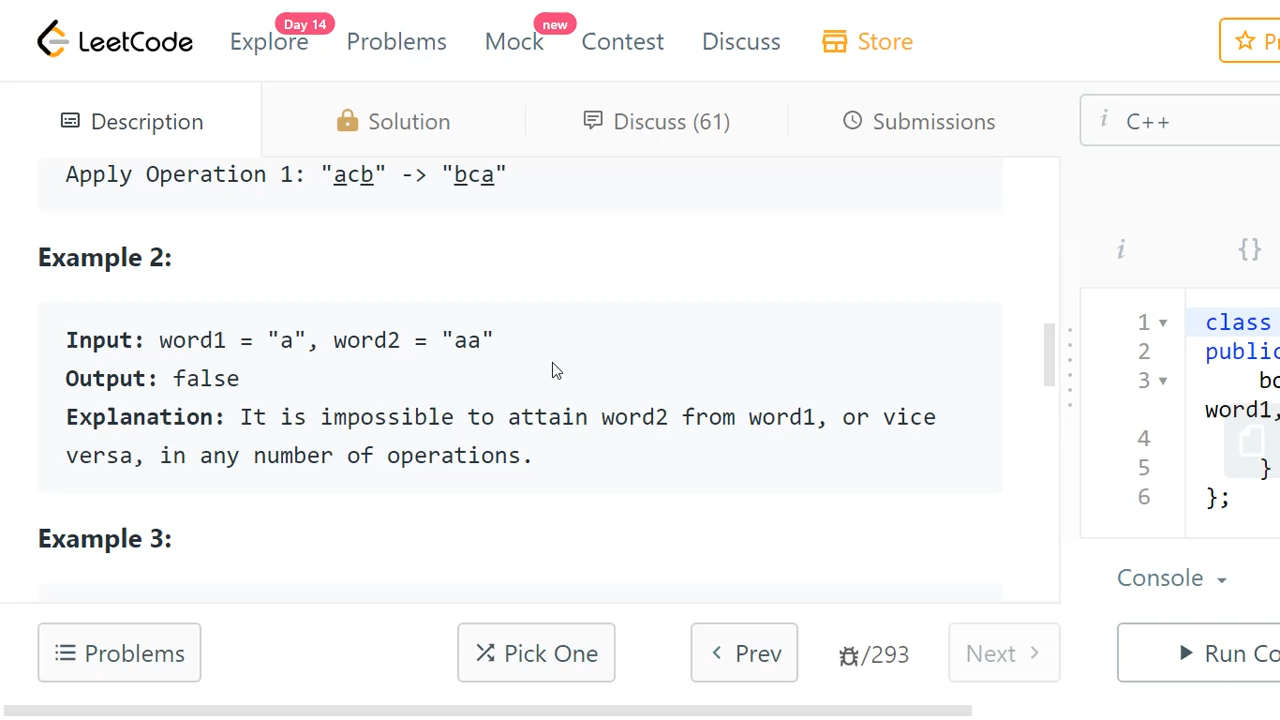 Day 14
new
LeetCode Explore Problems Mock Contest Discuss Store
Description Solution Discuss (61) Submissions i C++
Apply Operation 1: "acb" -> "bca"
i {}
Example 2:
Input: word1 = "a", word2 = "aa"
Output: false
Explanation: It is impossible to attain word2 from word1, or vice
versa, in any number of operations.
Example 3:
1 class
2 public
3
word1,
4
5 }
6 };
Console
Problems Pick One Prev /293 Next Run Co